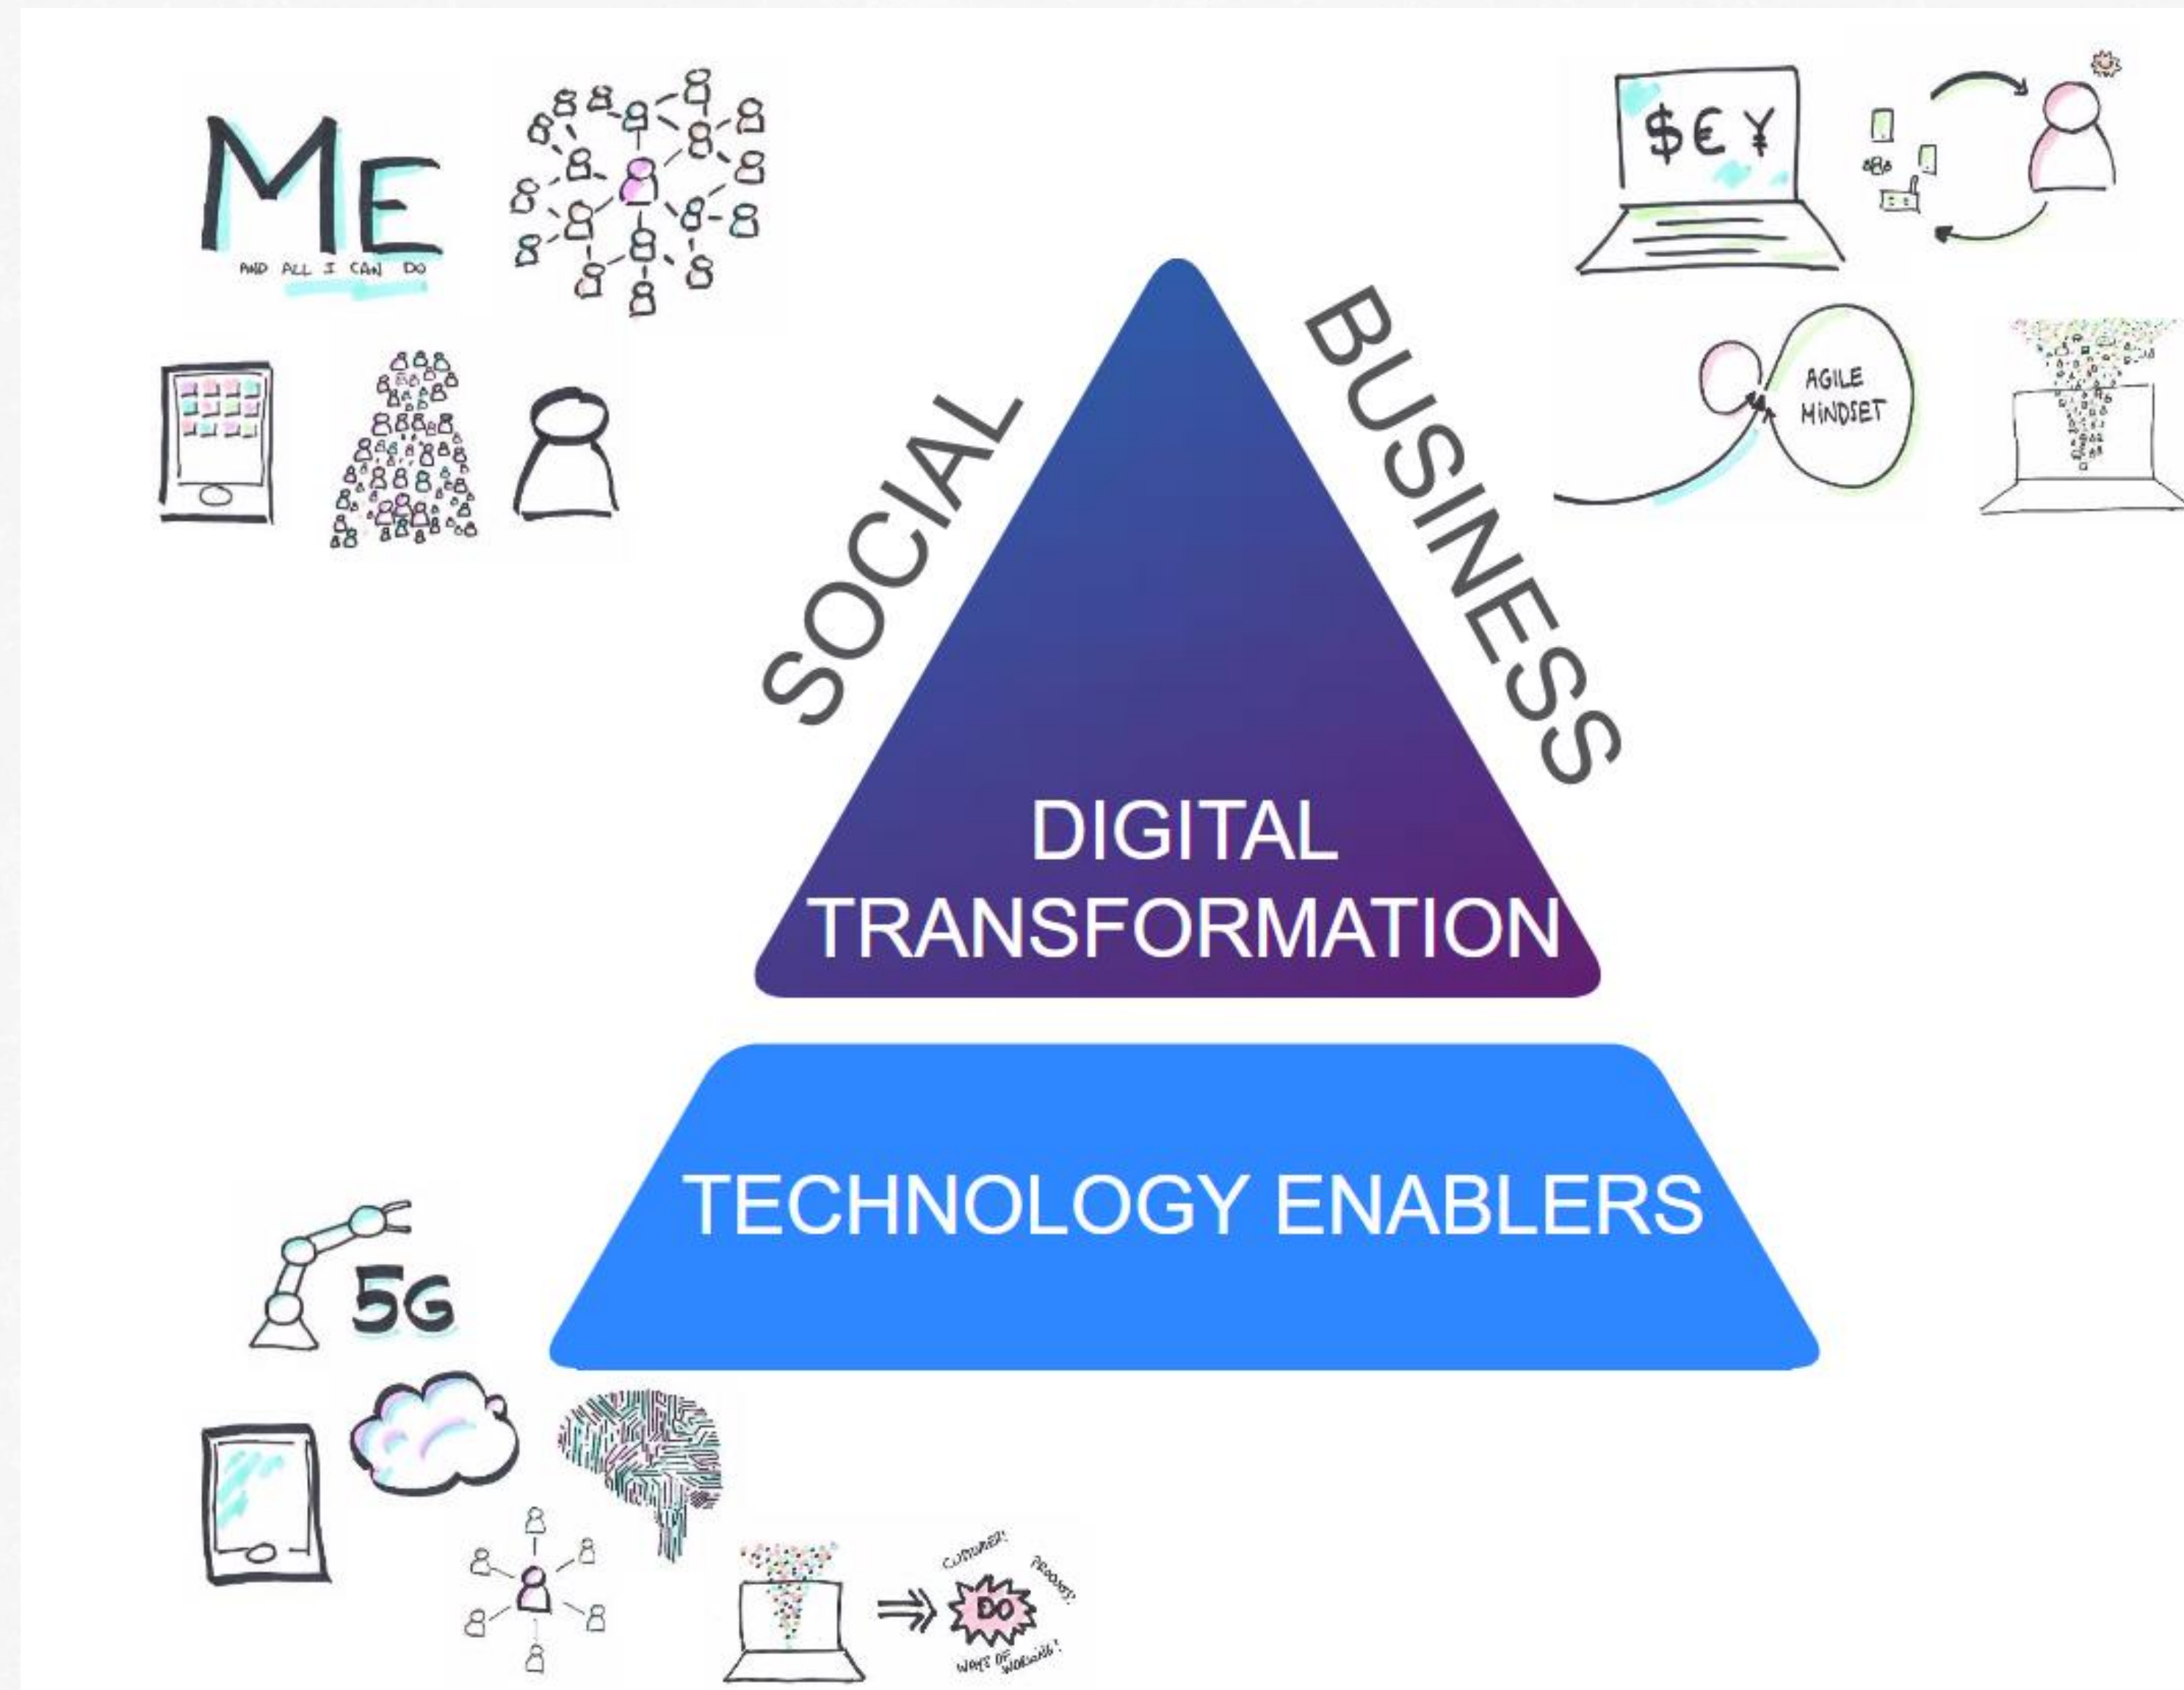 ME
AND ALL I CAN DO
$ € ¥
AGILE
MINDSET
SOCIAL
BUSINESS
DIGITAL
TRANSFORMATION
TECHNOLOGY ENABLERS
5G
CUSTOMER!
DO
WAYS OF
WORKING!